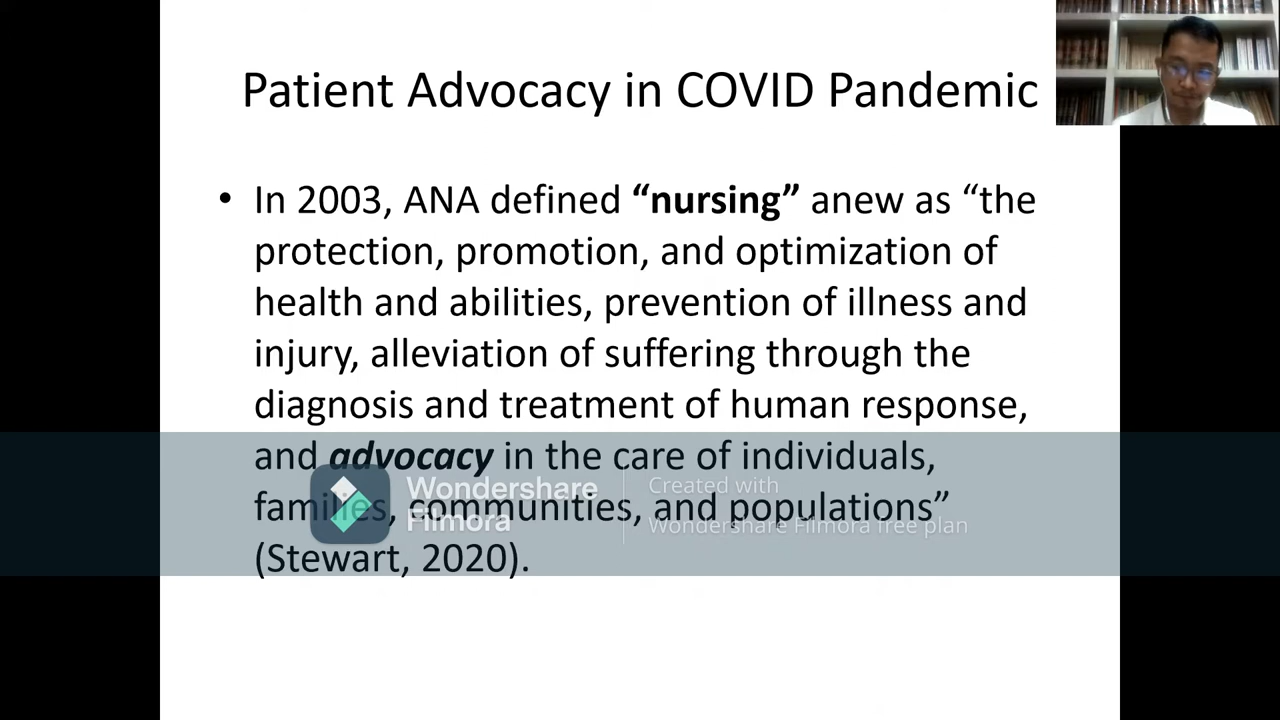 Patient Advocacy in COVID Pandemic
• In 2003, ANA defined “nursing” anew as “the
protection, promotion, and optimization of
health and abilities, prevention of illness and
injury, alleviation of suffering through the
diagnosis and treatment of human response,
and advocacy in the care of individuals,
families, communities, and populations”
(Stewart, 2020).
Wondershare
Filmora
Created with
Wondershare Filmora free plan